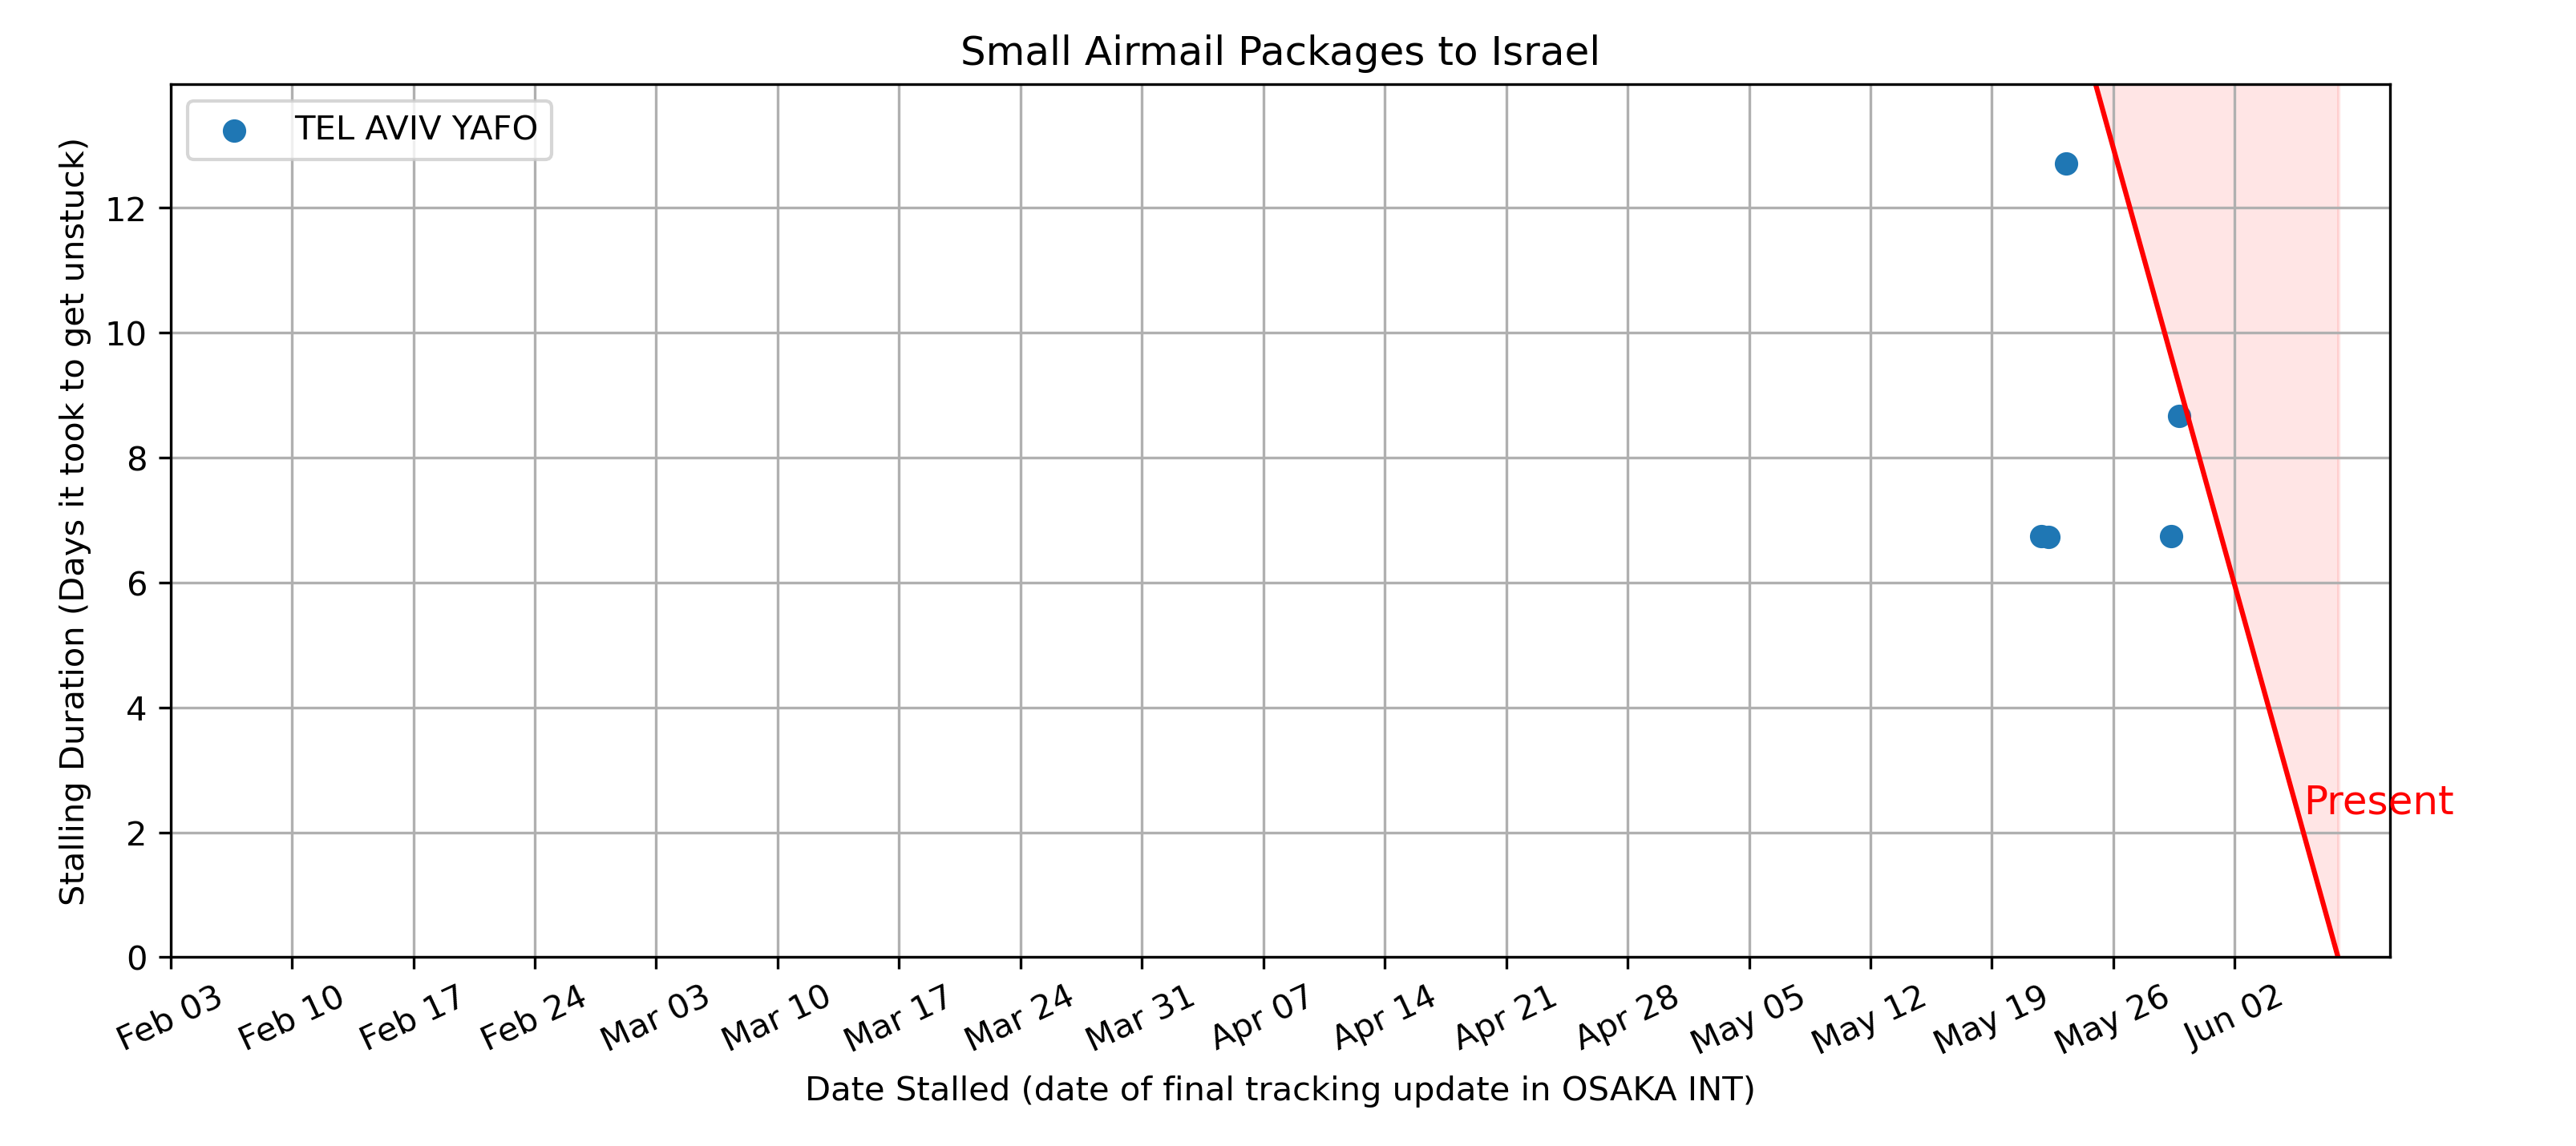 Small Airmail Packages to Israel
TEL AVIV YAFO
Stalling Duration (Days it took to get unstuck)
12
10
8
6
4
2
0
Present
Feb 03
Feb 10
Feb 17
Feb 24
Mar 03
Mar 10
Mar 17
Mar 24
Mar 31
Apr 07
Apr 14
Apr 21
Apr 28
May 05
May 12
May 19
May 26
Jun 02
Date Stalled (date of final tracking update in OSAKA INT)